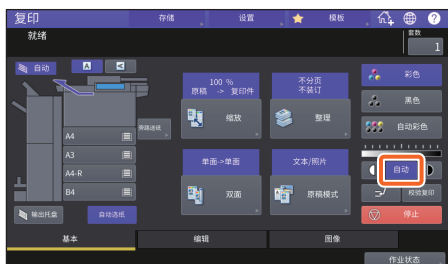 复印
存储
设置
模板
?
就绪
套数
1
自动
A
A4
A3
A4-R
B4
旁路送纸
输出托盘
自动选纸
100 %
原稿 -> 复印件
缩放
不分页
不装订
整理
单面->单面
双面
文本/照片
原稿模式
彩色
黑色
自动彩色
自动
校验复印
停止
基本
编辑
图像
作业状态